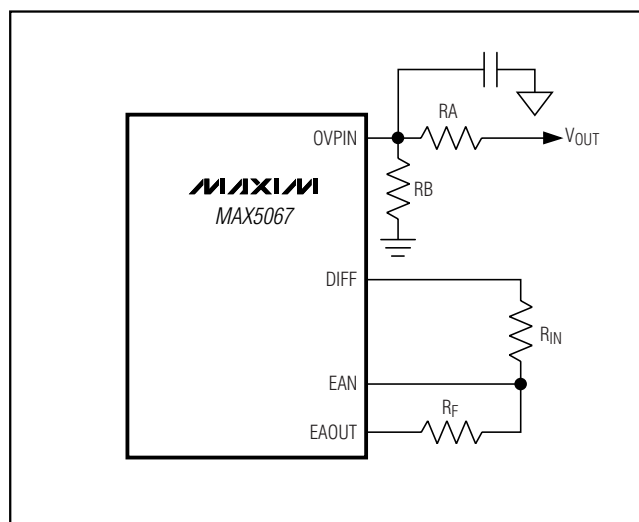 RA
OVPIN
VOUT
RB
MAXIM
MAX5067
DIFF
RIN
EAN
RF
EAOUT